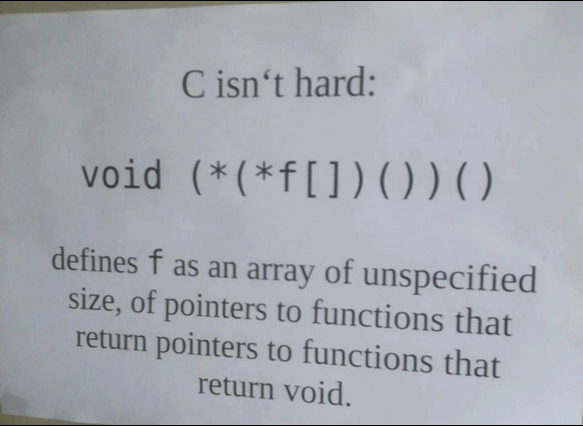 C isn‘t hard:
void (*(*f[])())()
defines f as an array of unspecified
size, of pointers to functions that
return pointers to functions that
return void.